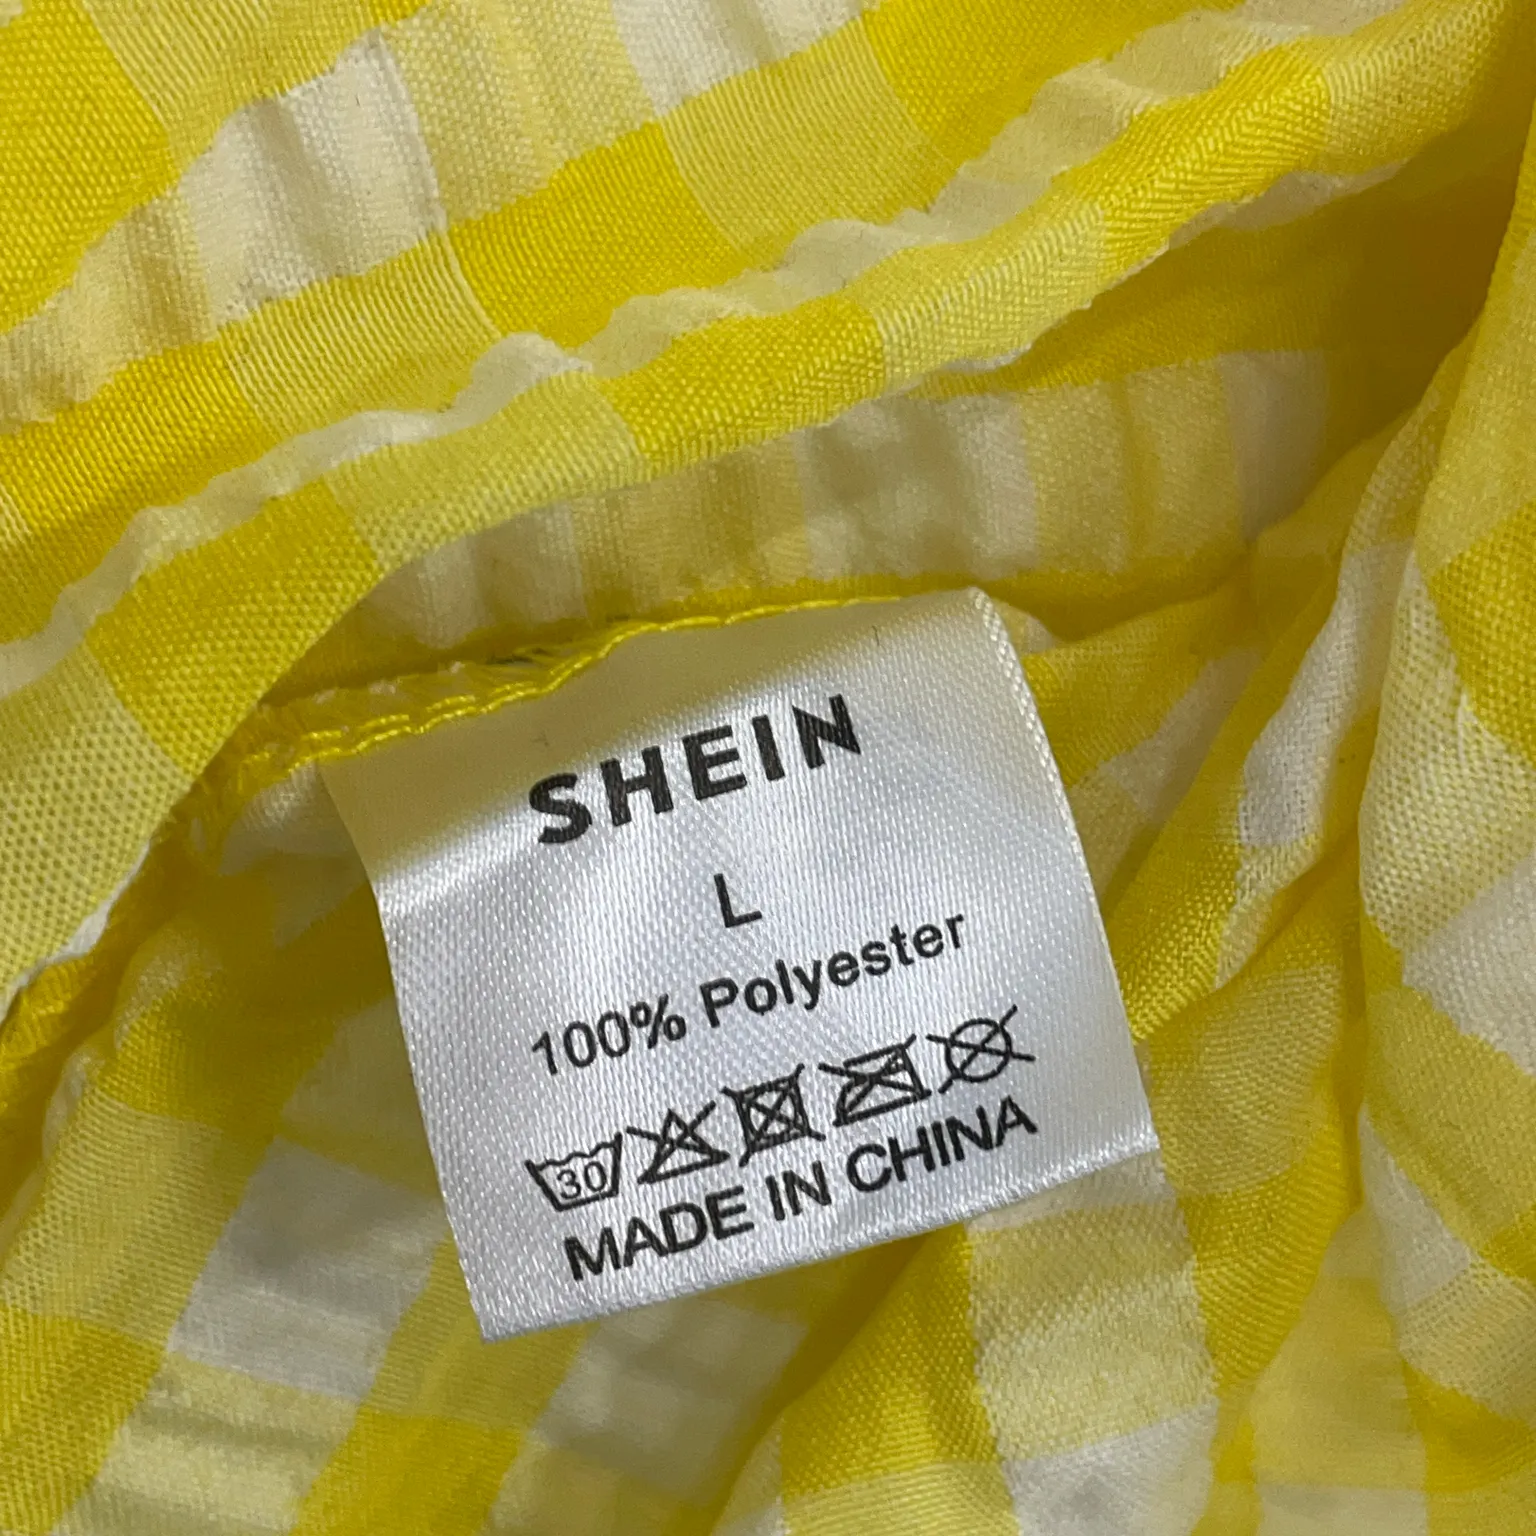 SHEIN
L
100% Polyester
30
MADE IN CHINA